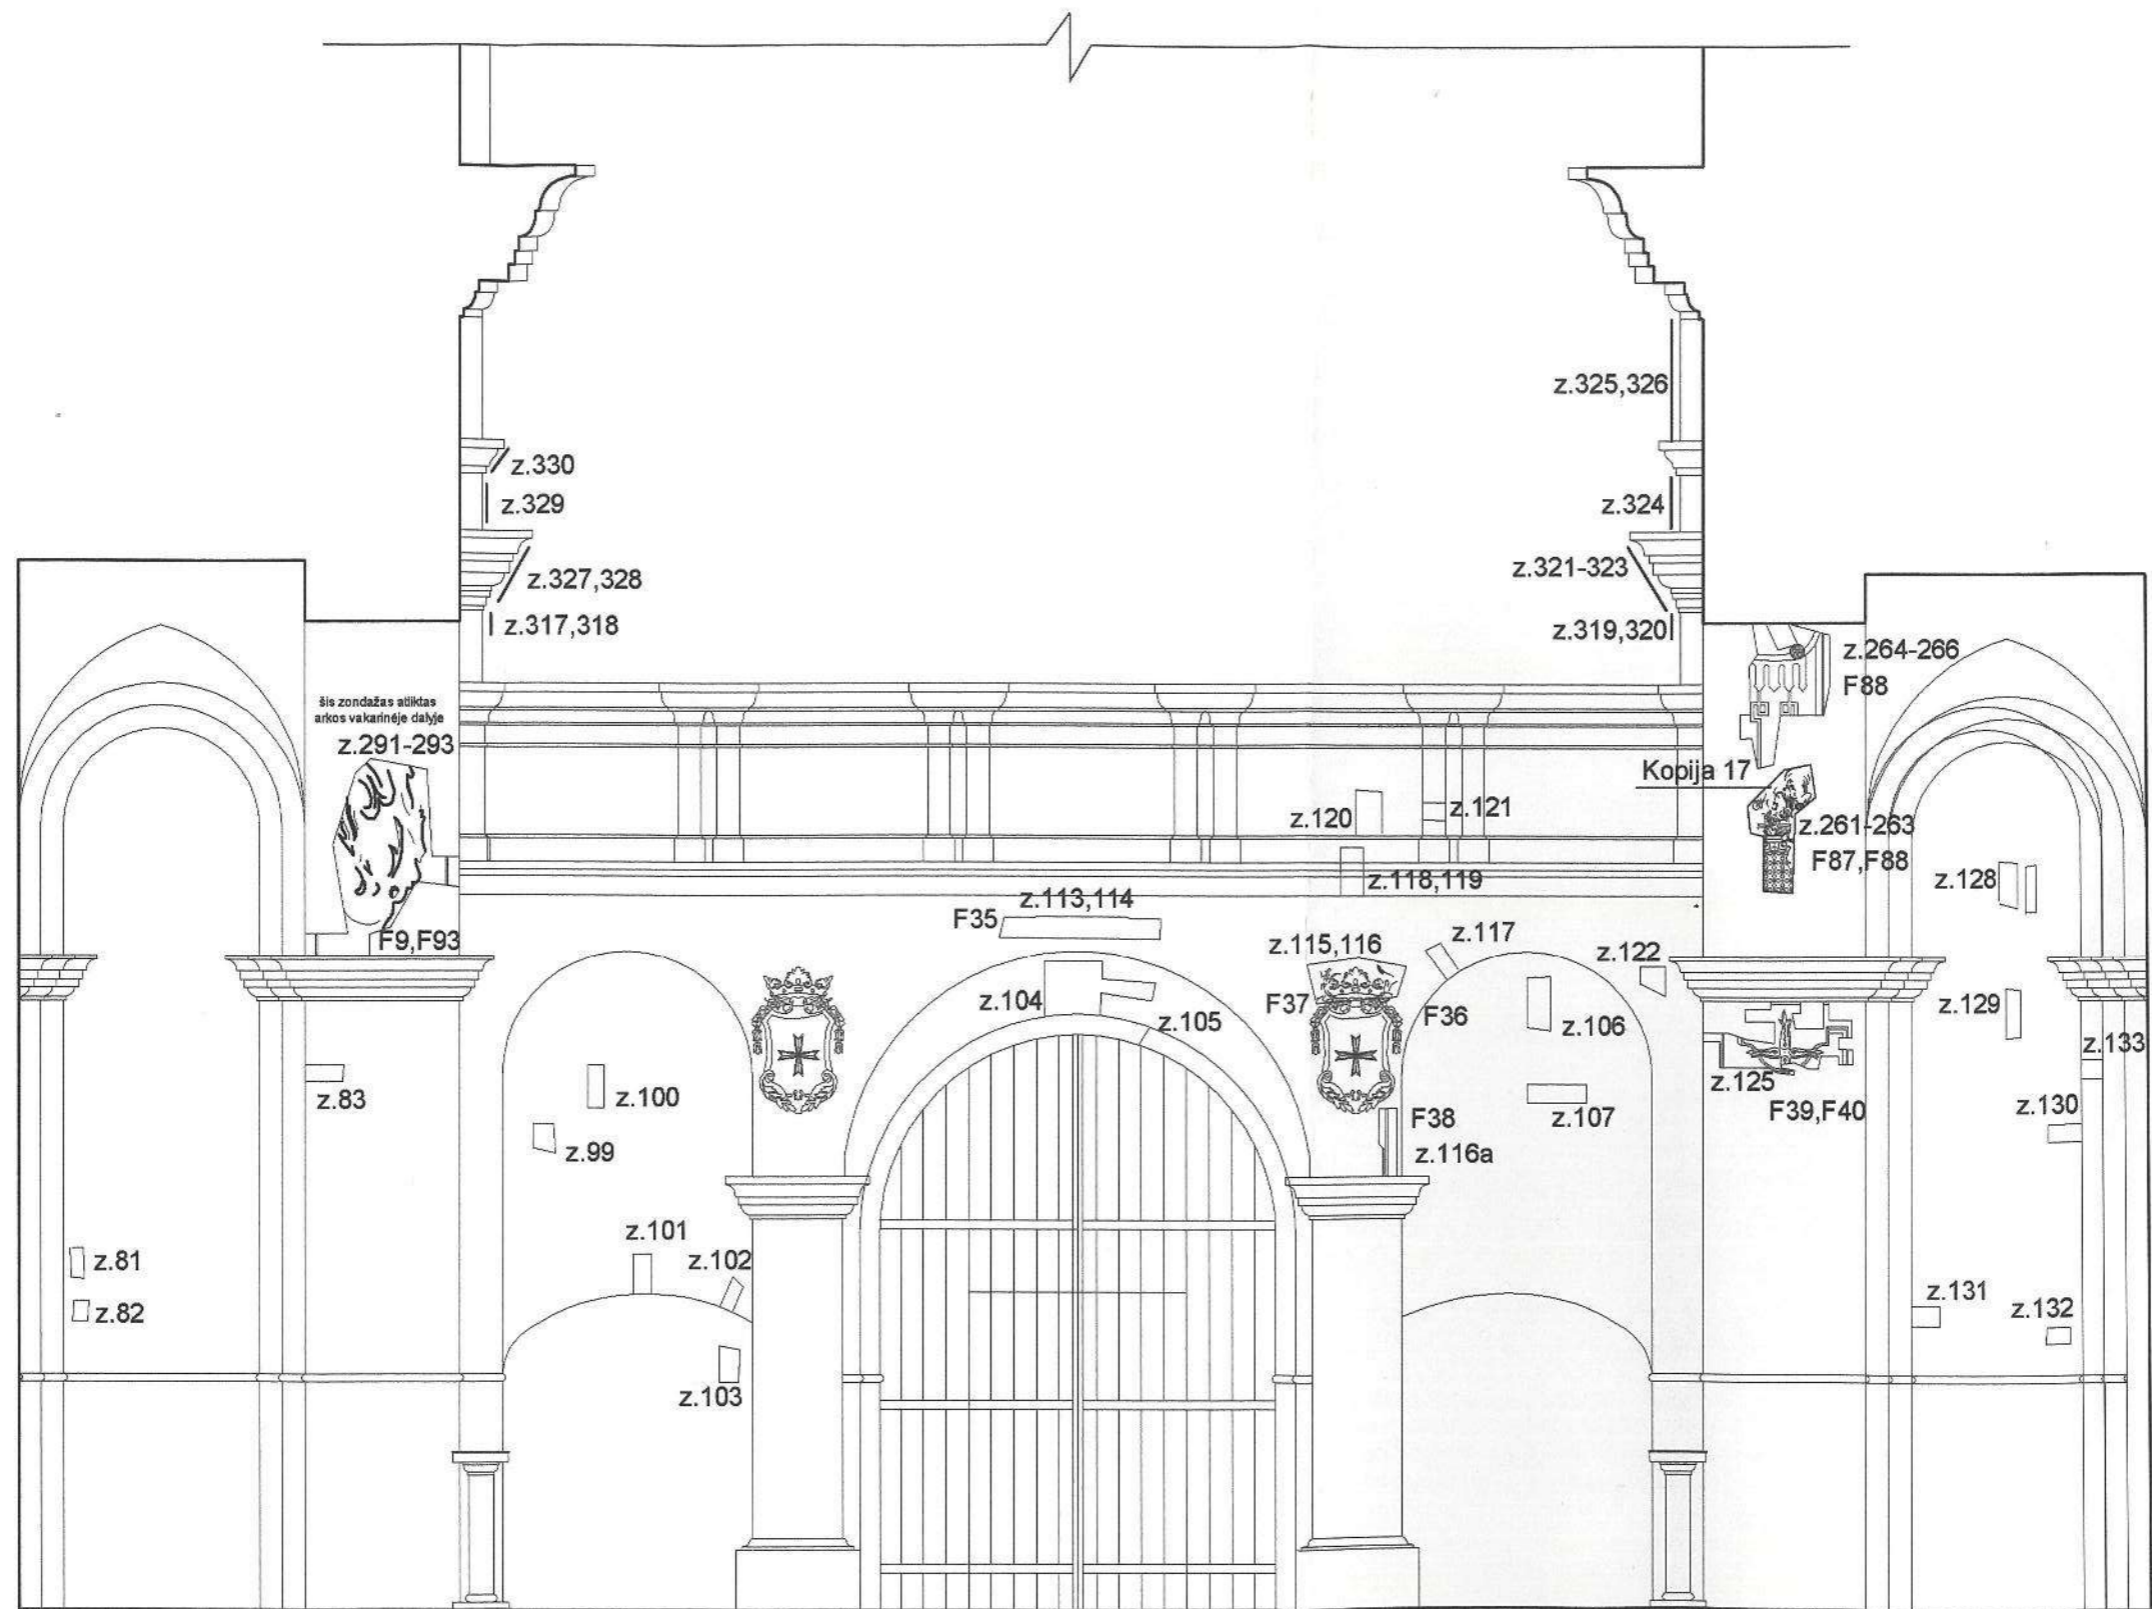 z.325,326
z.330
z.329
z.324
z.327,328
z.321-323
z.317,318
z.319,320
z.264-266
F88
šis zondažas atliktas
arkos vakarinėje dalyje
z.291-293
Kopija 17
z.120
z.121
z.261-263
F87,F88
z.118,119
z.128
z.113,114
F35
F9,F93
z.115,116
z.117
z.122
z.104
z.105
F37
F36
z.106
z.129
z.133
z.83
z.100
z.125
F39,F40
z.130
z.99
F38
z.116a
z.107
z.101
z.102
z.81
z.82
z.131
z.132
z.103